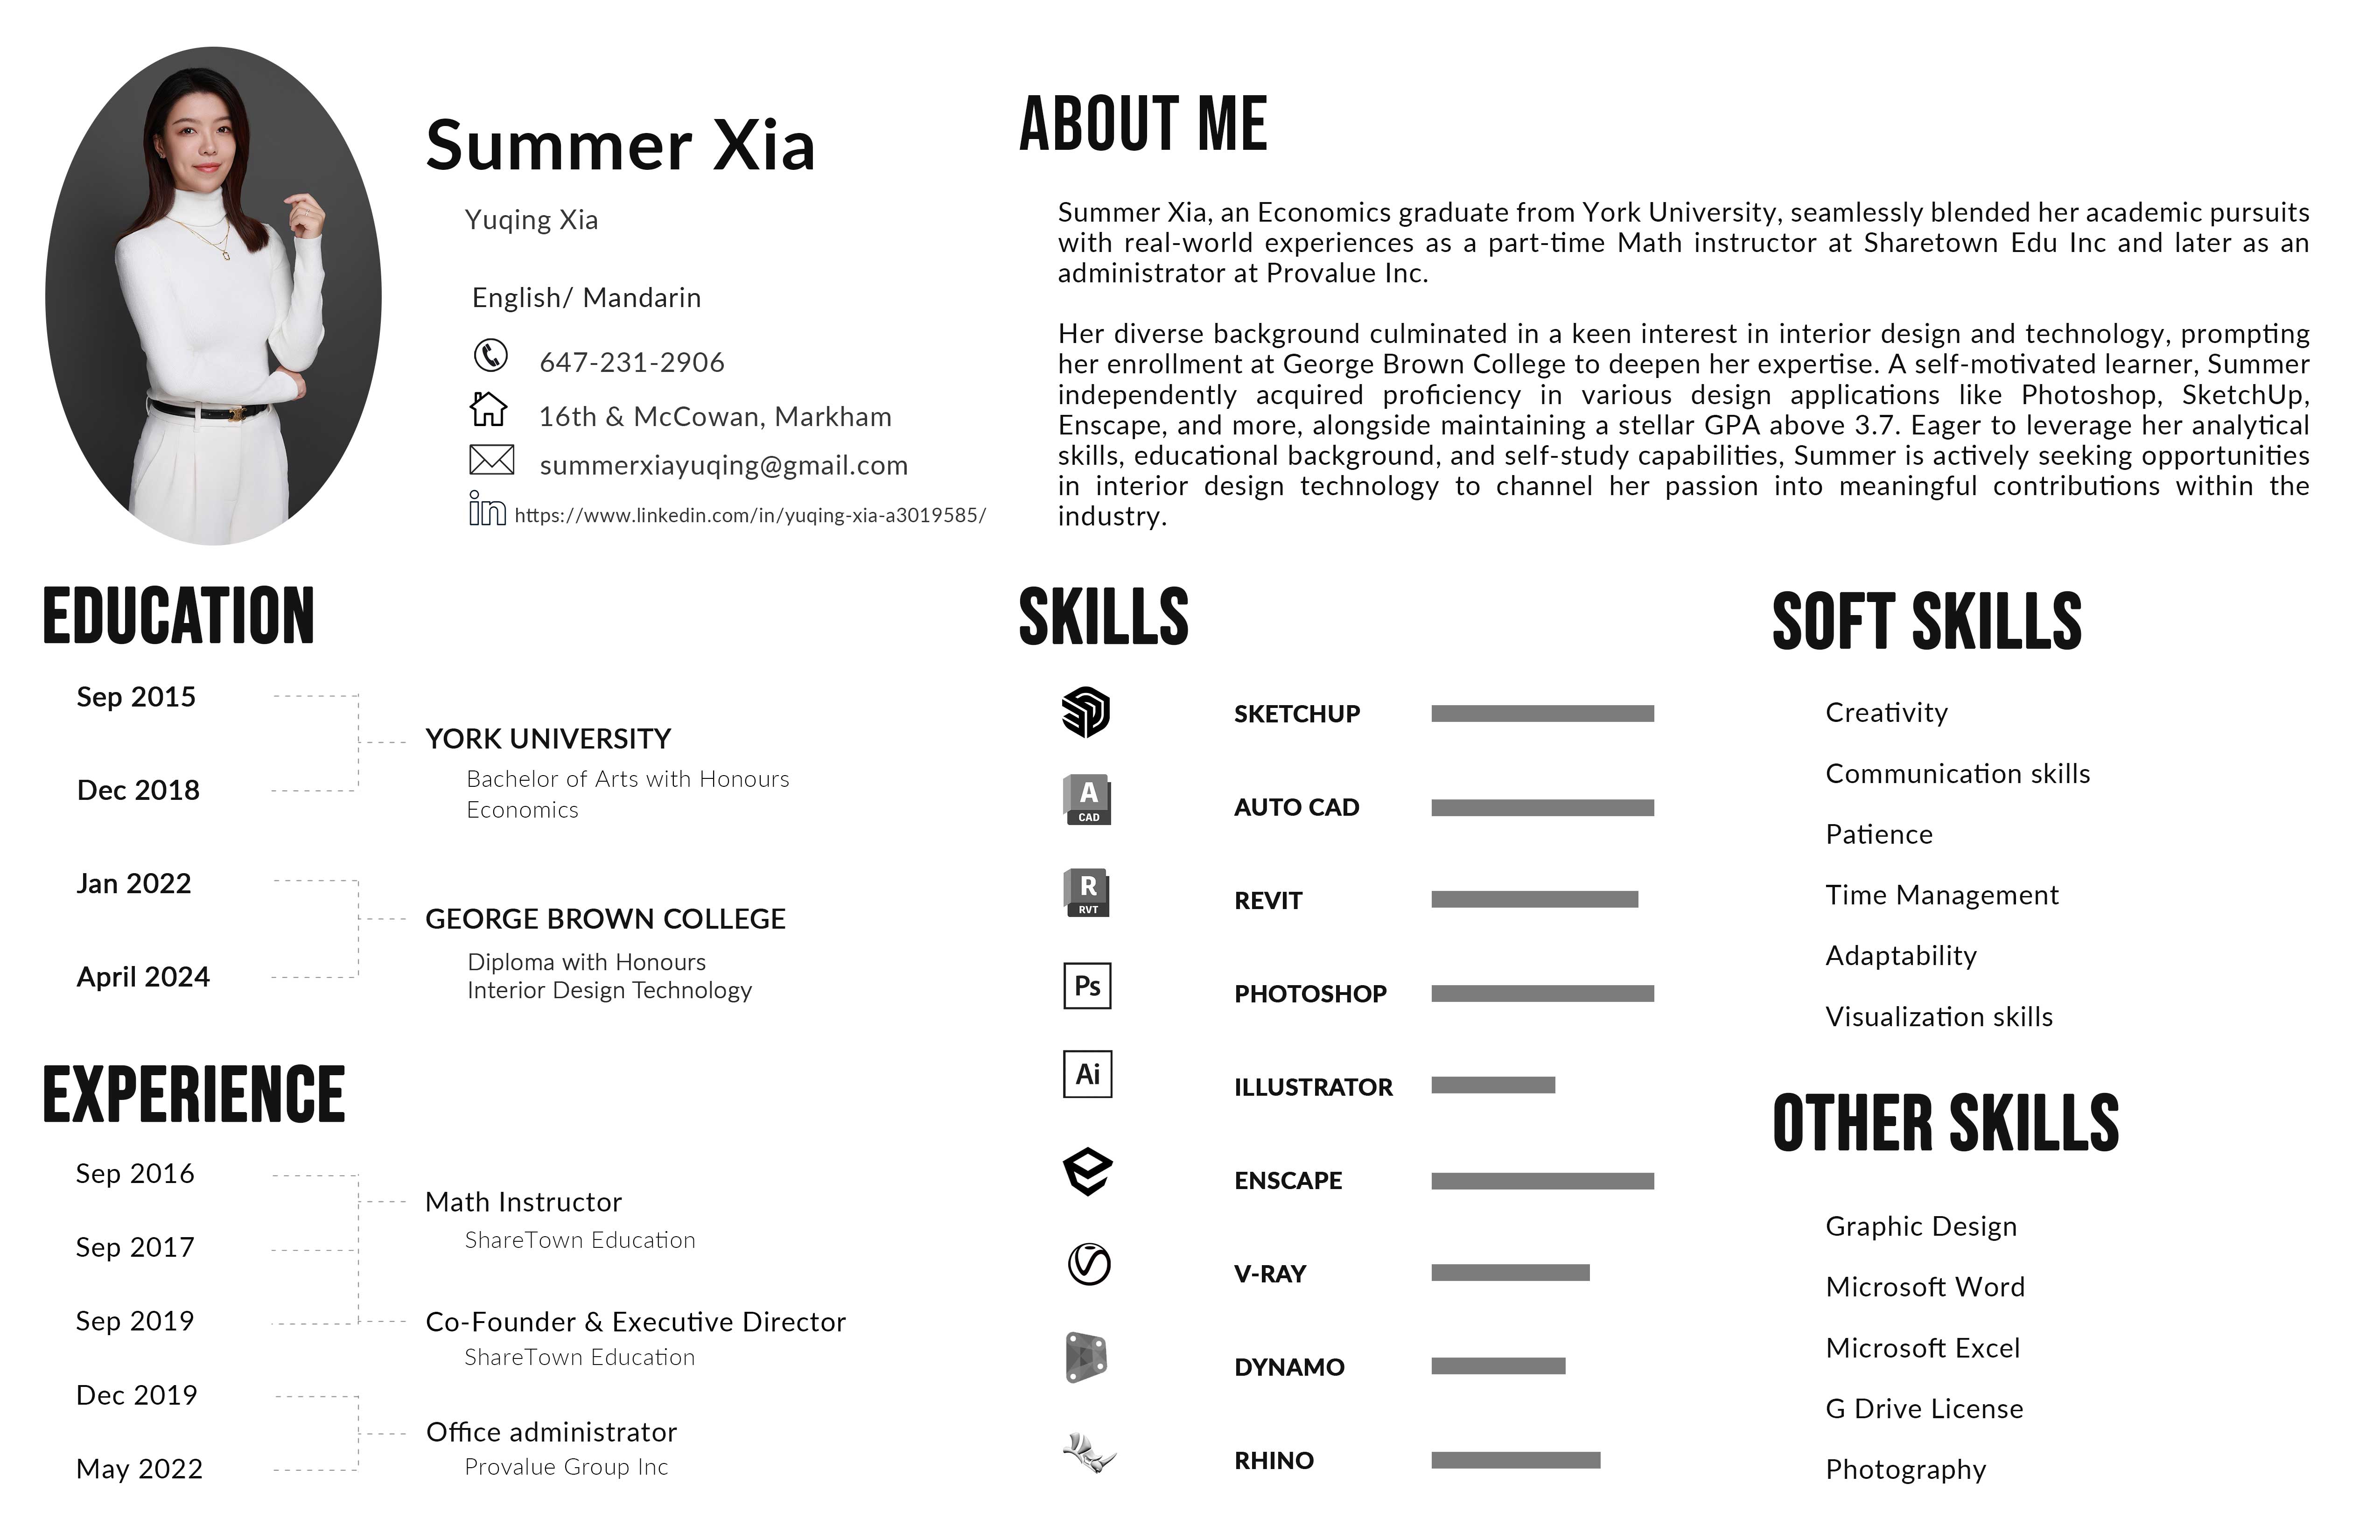 Summer Xia
Yuqing Xia
English/ Mandarin
647-231-2906
16th & McCowan, Markham
summerxiayuqing@gmail.com
in https://www.linkedin.com/in/yuqing-xia-a3019585/
ABOUT ME
Summer Xia, an Economics graduate from York University, seamlessly blended her academic pursuits
with real-world experiences as a part-time Math instructor at Sharetown Edu Inc and later as an
administrator at Provalue Inc.
Her diverse background culminated in a keen interest in interior design and technology, prompting
her enrollment at George Brown College to deepen her expertise. A self-motivated learner, Summer
independently acquired proficiency in various design applications like Photoshop, SketchUp,
Enscape, and more, alongside maintaining a stellar GPA above 3.7. Eager to leverage her analytical
skills, educational background, and self-study capabilities, Summer is actively seeking opportunities
in interior design technology to channel her passion into meaningful contributions within the
industry.
EDUCATION
Sep 2015
Dec 2018
YORK UNIVERSITY
Bachelor of Arts with Honours
Economics
Jan 2022
April 2024
GEORGE BROWN COLLEGE
Diploma with Honours
Interior Design Technology
EXPERIENCE
Sep 2016
Sep 2017
Sep 2019
Math Instructor
ShareTown Education
Co-Founder & Executive Director
ShareTown Education
Dec 2019
May 2022
Office administrator
Provalue Group Inc
SKILLS
SKETCHUP
A
CAD
AUTO CAD
R
RVT
REVIT
Ps
PHOTOSHOP
Ai
ILLUSTRATOR
ENSCAPE
V-RAY
DYNAMO
RHINO
SOFT SKILLS
Creativity
Communication skills
Patience
Time Management
Adaptability
Visualization skills
OTHER SKILLS
Graphic Design
Microsoft Word
Microsoft Excel
G Drive License
Photography